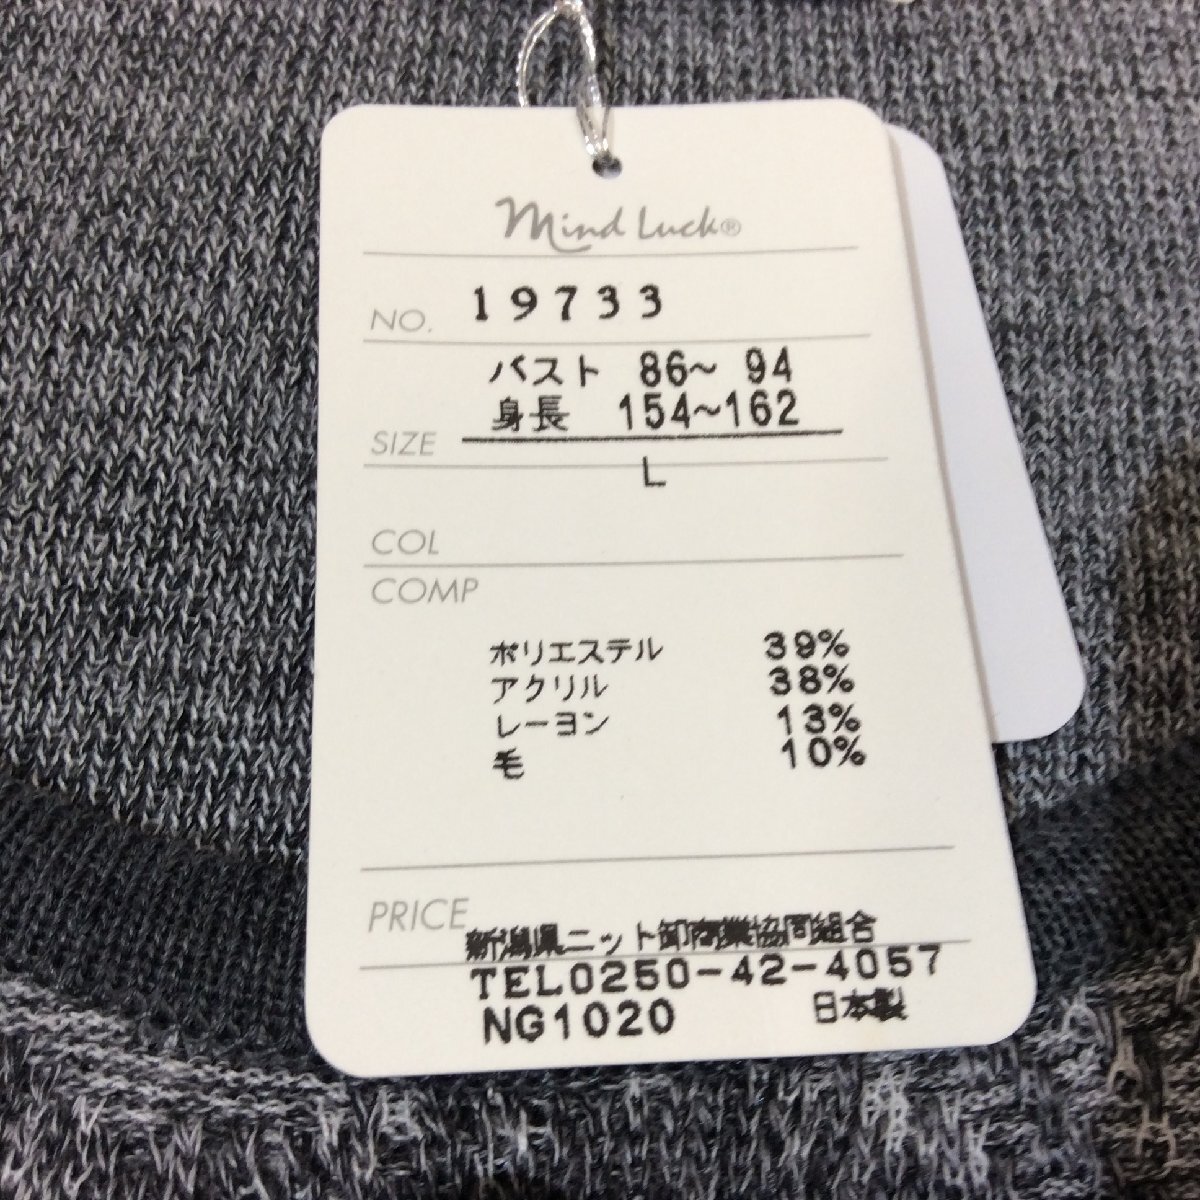 mind Luck®
NO. 19733
バスト 86~ 94
身長 154~162
SIZE
L
COL
COMP
ポリエステル 39%
アクリル 38%
レーヨン 13%
毛 10%
PRICE
新潟県ニット卸商業協同組合
TEL0250-42-4057
NG1020 日本製